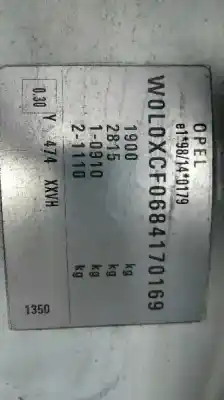 OPEL
e1*98/14*0179
W0L0XCF0684170169
1900 kg
2815 kg
1-0910 kg
2-1110 kg
0.30 Y 474 XXVH
1350